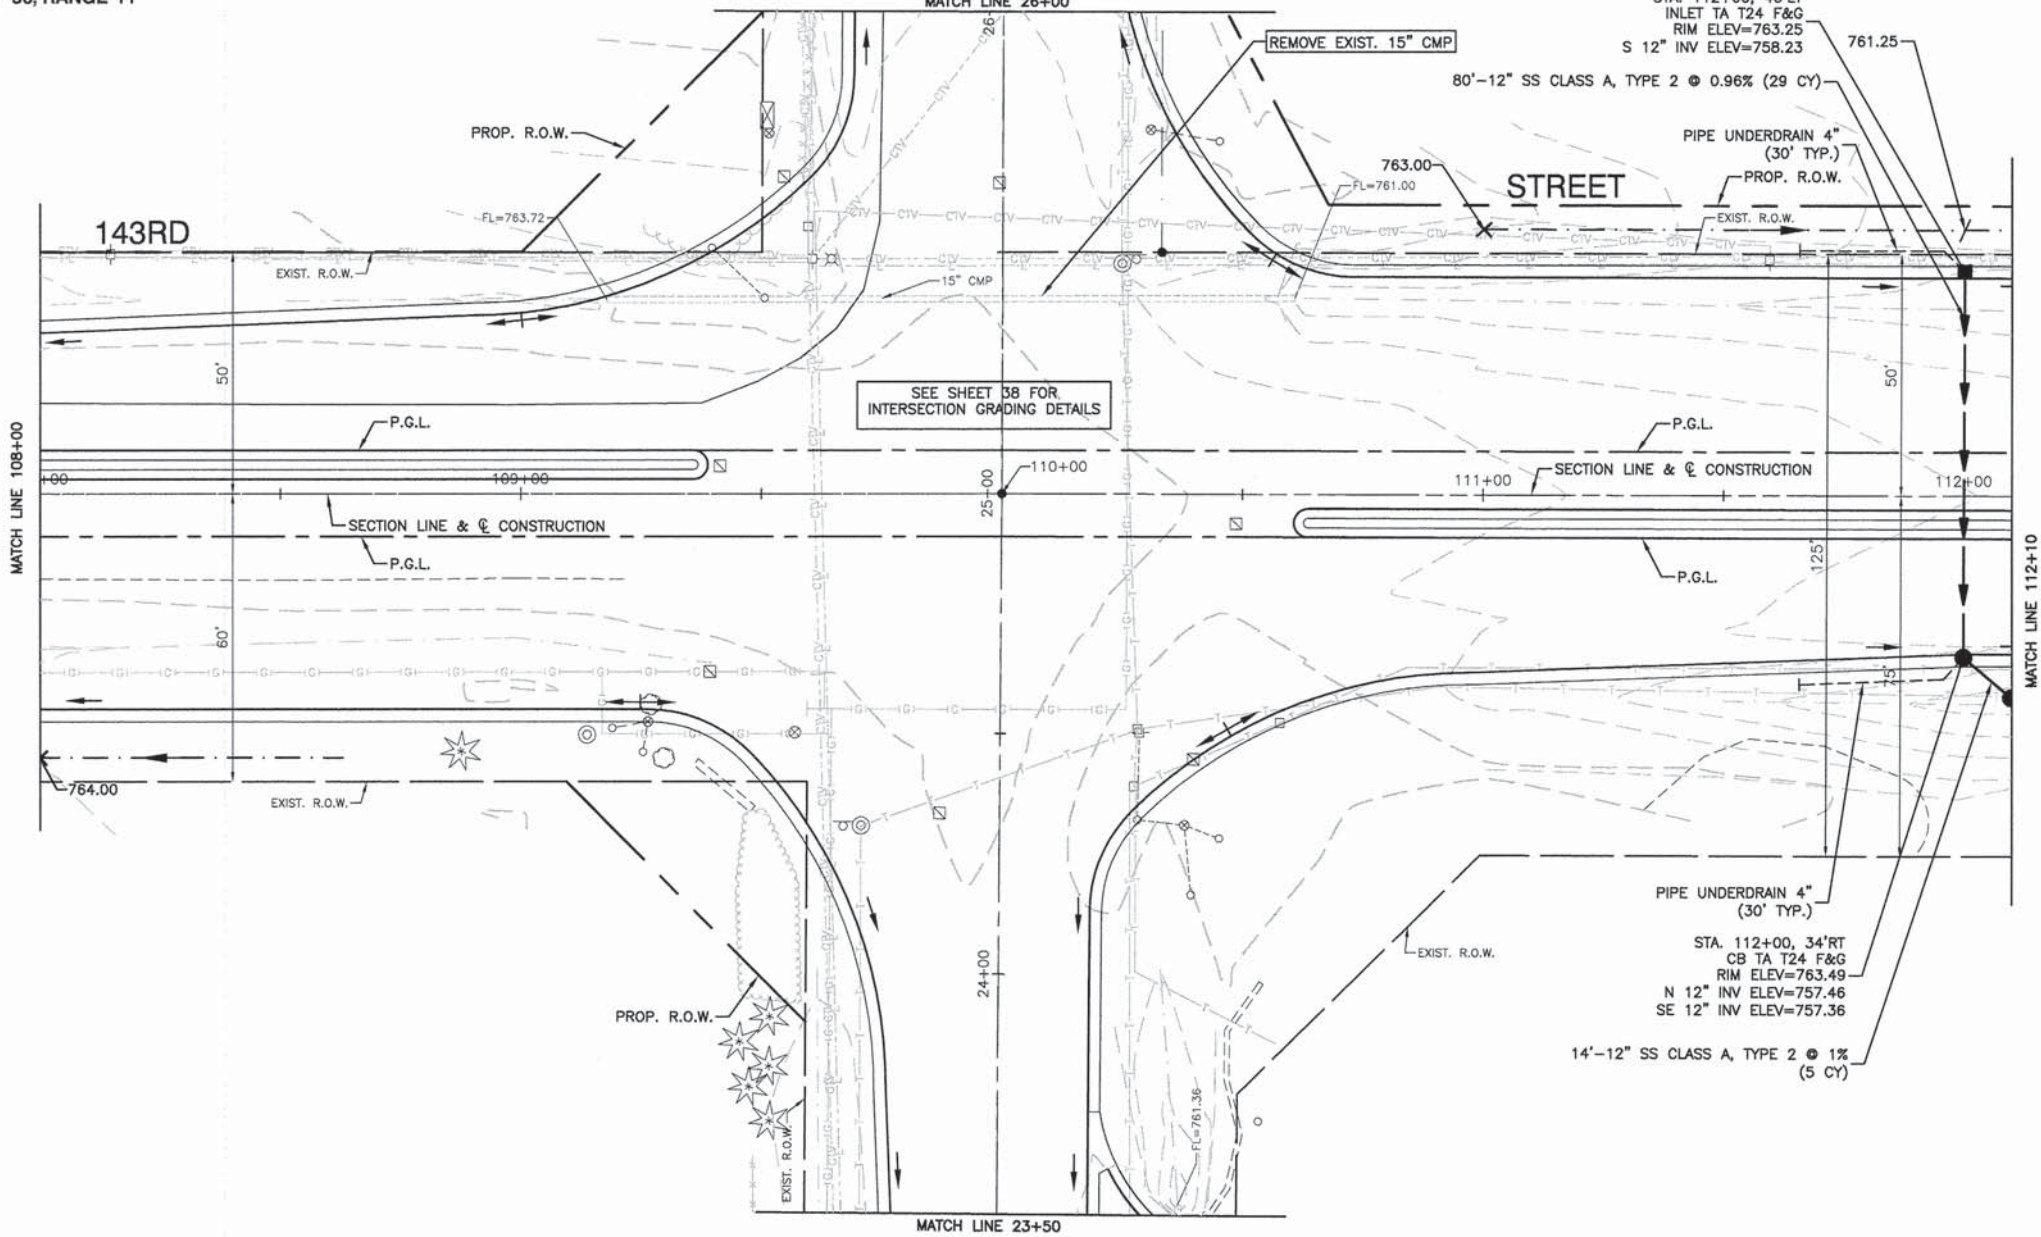 36, RANGE 11
MATCH LINE 26+00
INLET TA T24 F&G
RIM ELEV=763.25
S 12" INV ELEV=758.23
761.25
REMOVE EXIST. 15" CMP
80'-12" SS CLASS A, TYPE 2 @ 0.96% (29 CY)
26+
CTV
PROP. R.O.W.
PIPE UNDERDRAIN 4"
(30' TYP.)
763.00
STREET
PROP. R.O.W.
FL=761.00
FL=763.72
EXIST. R.O.W.
143RD
EXIST. R.O.W.
15" CMP
50'
50'
SEE SHEET 38 FOR
INTERSECTION GRADING DETAILS
P.G.L.
P.G.L.
MATCH LINE 108+00
+00
109+00
110+00
25+00
SECTION LINE & ℄ CONSTRUCTION
111+00
112+00
SECTION LINE & ℄ CONSTRUCTION
P.G.L.
P.G.L.
125'
60'
75'
MATCH LINE 112+10
764.00
EXIST. R.O.W.
PIPE UNDERDRAIN 4"
(30' TYP.)
STA. 112+00, 34'RT
CB TA T24 F&G
RIM ELEV=763.49
N 12" INV ELEV=757.46
SE 12" INV ELEV=757.36
EXIST. R.O.W.
24+00
PROP. R.O.W.
14'-12" SS CLASS A, TYPE 2 @ 1%
(5 CY)
FL=761.36
EXIST. R.O.W.
MATCH LINE 23+50